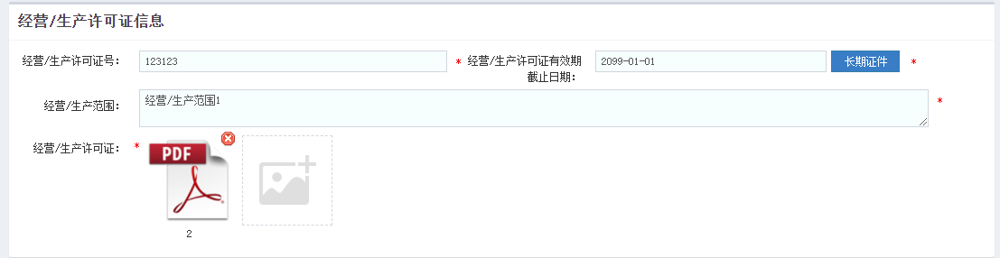 经营/生产许可证信息
经营/生产许可证号: 123123 * 经营/生产许可证有效期 2099-01-01 长期证件 *
截止日期:
经营/生产范围: 经营/生产范围1 *
经营/生产许可证: *
PDF
2